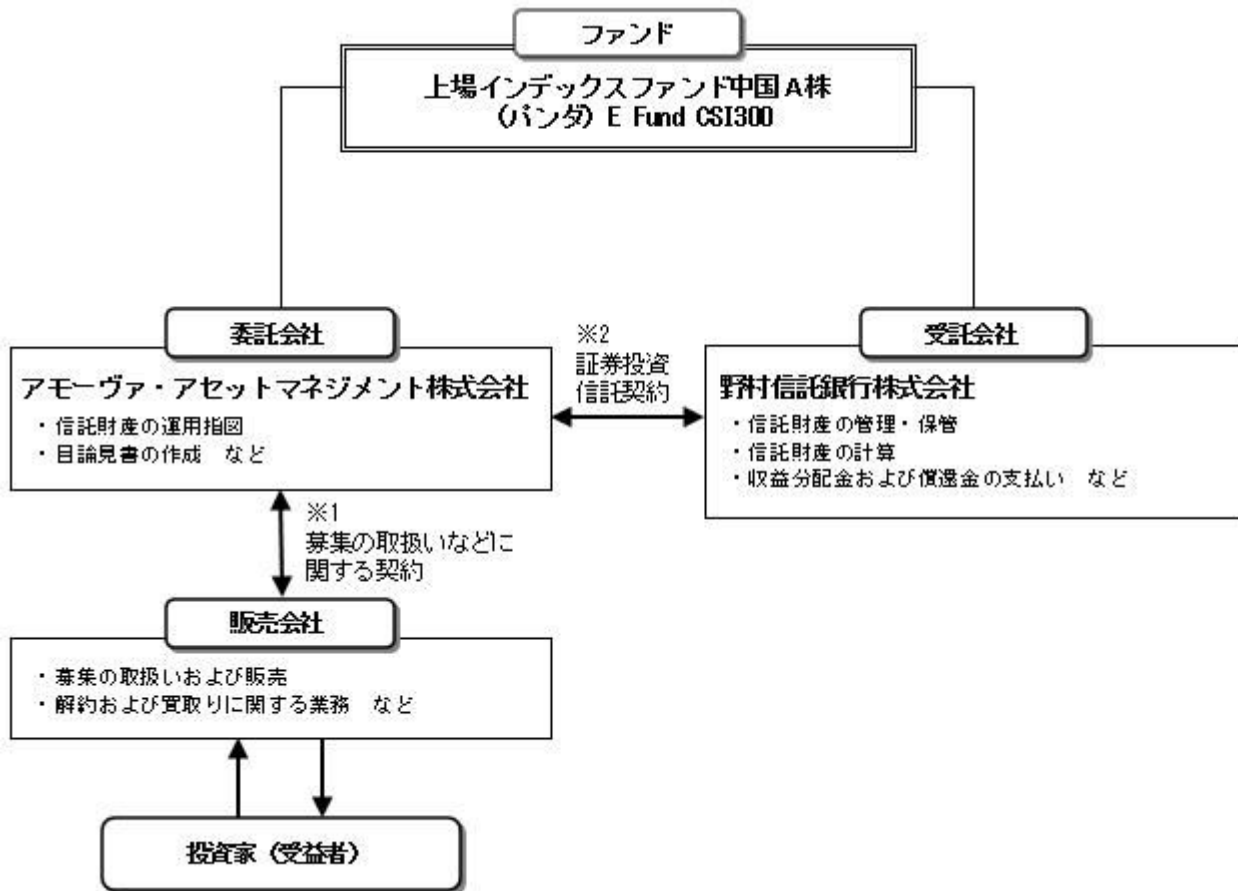 ファンド
上場インデックスファンド中国A株
(パンダ) E Fund CSI300
委託会社
アモーヴァ・アセットマネジメント株式会社
・信託財産の運用指図
・目論見書の作成 など
※2
証券投資
信託契約
受託会社
野村信託銀行株式会社
・信託財産の管理・保管
・信託財産の計算
・収益分配金および償還金の支払い など
※1
募集の取扱いなどに
関する契約
販売会社
・募集の取扱いおよび販売
・解約および買取りに関する業務 など
投資家(受益者)